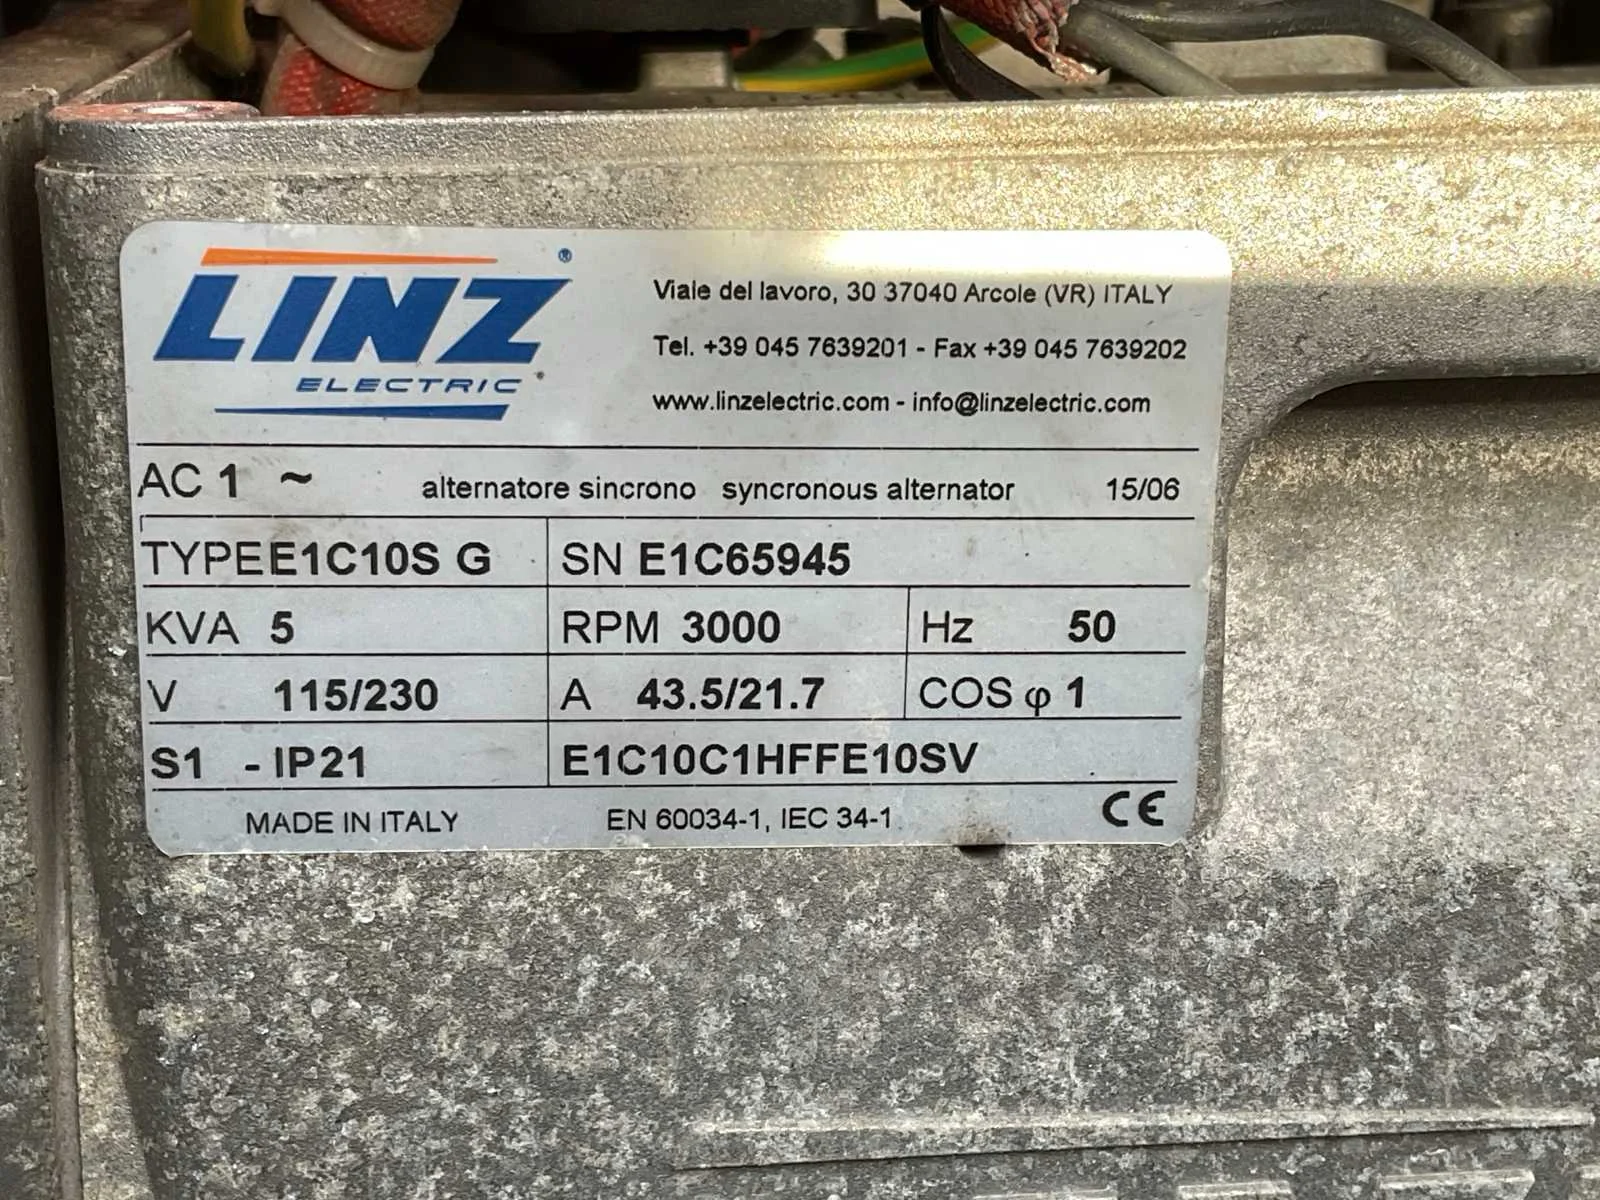 LINZ ®
ELECTRIC
Viale del lavoro, 30 37040 Arcole (VR) ITALY
Tel. +39 045 7639201 - Fax +39 045 7639202
www.linzelectric.com - info@linzelectric.com
AC 1 ~ alternatore sincrono syncronous alternator 15/06
TYPE E1C10S G SN E1C65945
KVA 5 RPM 3000 Hz 50
V 115/230 A 43.5/21.7 COS φ 1
S1 - IP21 E1C10C1HFFE10SV
MADE IN ITALY EN 60034-1, IEC 34-1 CE